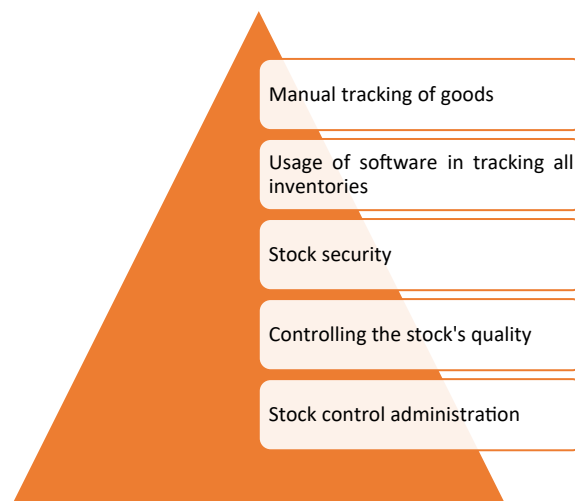 Manual tracking of goods
Usage of software in tracking all
inventories
Stock security
Controlling the stock's quality
Stock control administration